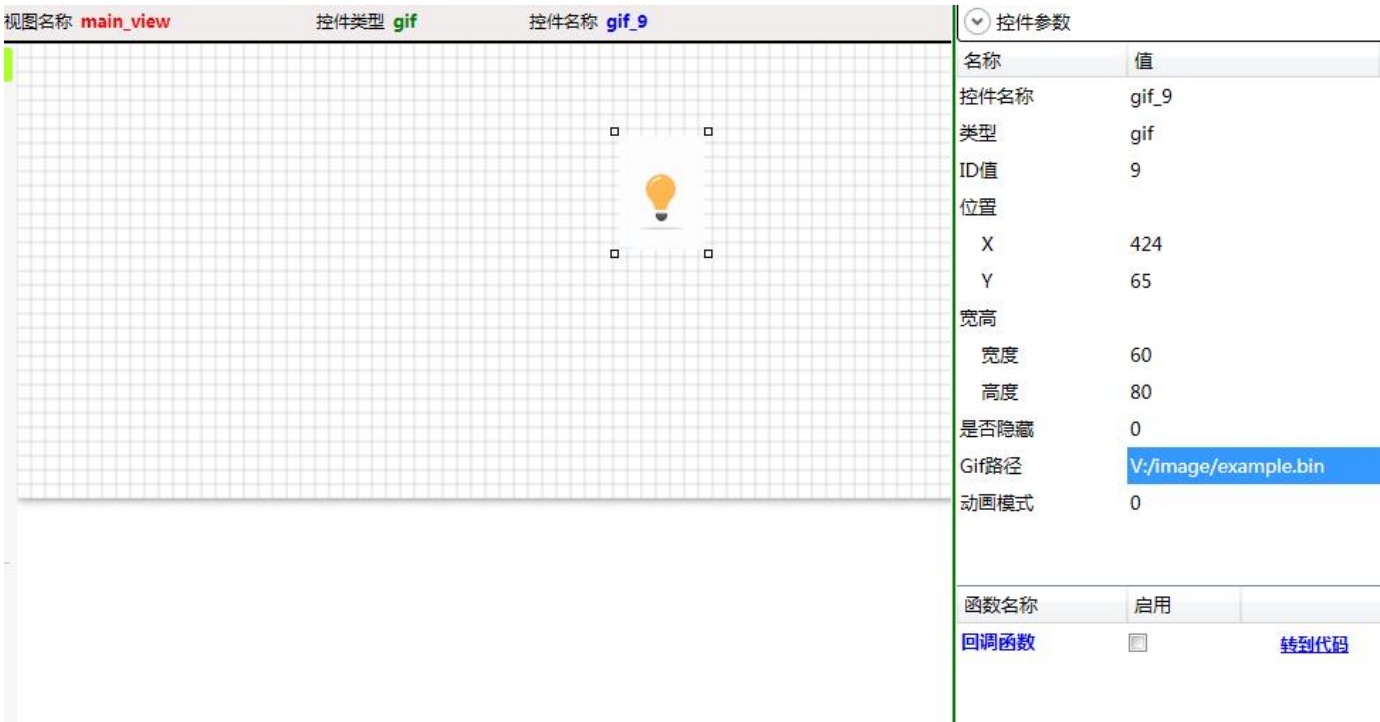 视图名称 main_view 控件类型 gif 控件名称 gif_9
控件参数
名称 值
控件名称 gif_9
类型 gif
ID值 9
位置
X 424
Y 65
宽高
宽度 60
高度 80
是否隐藏 0
Gif路径 V:/image/example.bin
动画模式 0
函数名称 启用
回调函数 转到代码